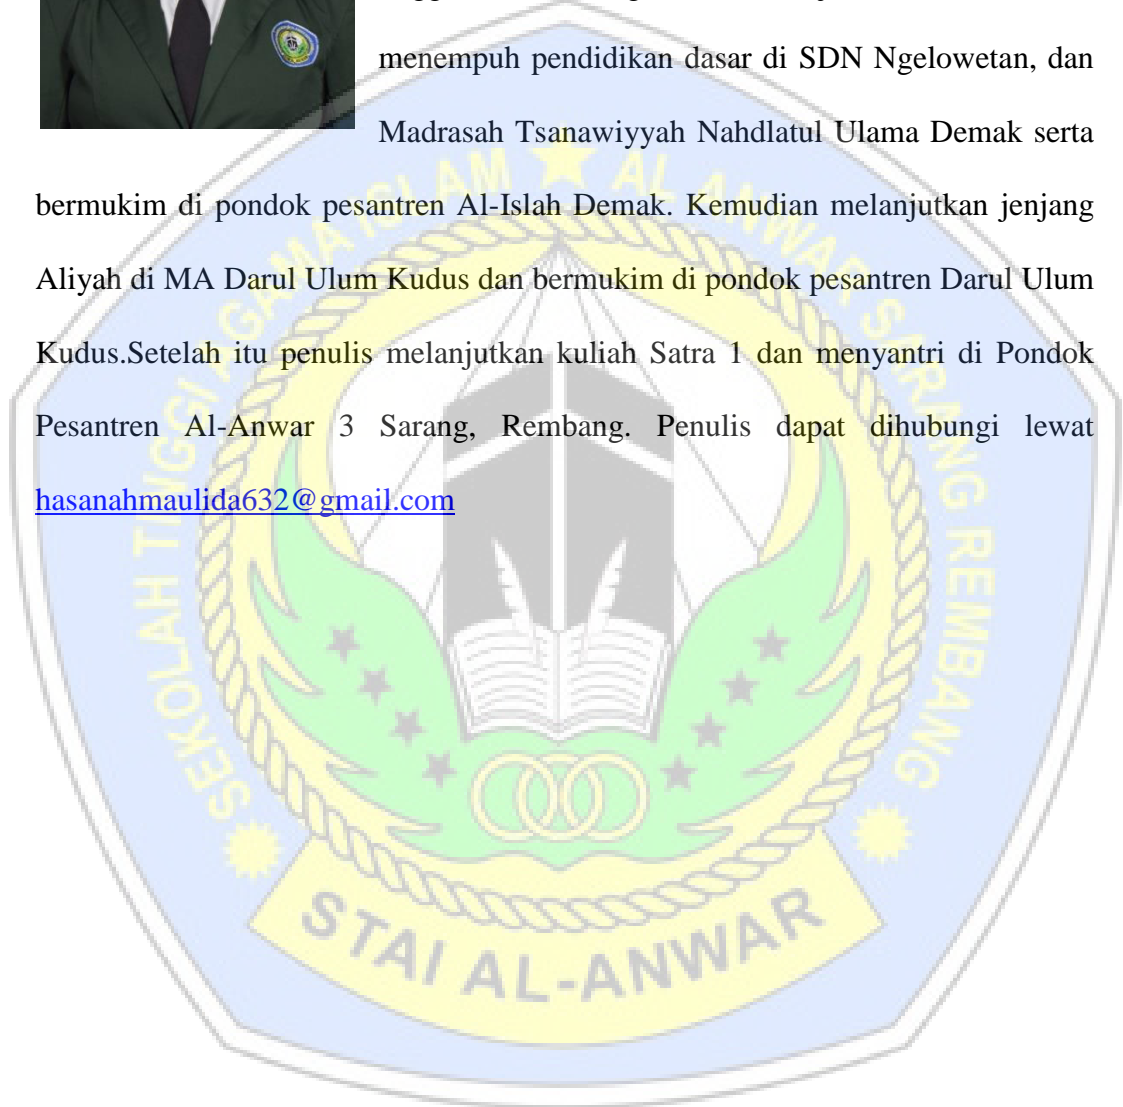 menempuh pendidikan dasar di SDN Ngelowetan, dan
Madrasah Tsanawiyyah Nahdlatul Ulama Demak serta
bermukim di pondok pesantren Al-Islah Demak. Kemudian melanjutkan jenjang
Aliyah di MA Darul Ulum Kudus dan bermukim di pondok pesantren Darul Ulum
Kudus.Setelah itu penulis melanjutkan kuliah Satra 1 dan menyantri di Pondok
Pesantren Al-Anwar 3 Sarang, Rembang. Penulis dapat dihubungi lewat
hasanahmaulida632@gmail.com
SEKOLAH TINGGI AGAMA ISLAM AL ANWAR SARANG REMBANG
STAI AL-ANWAR